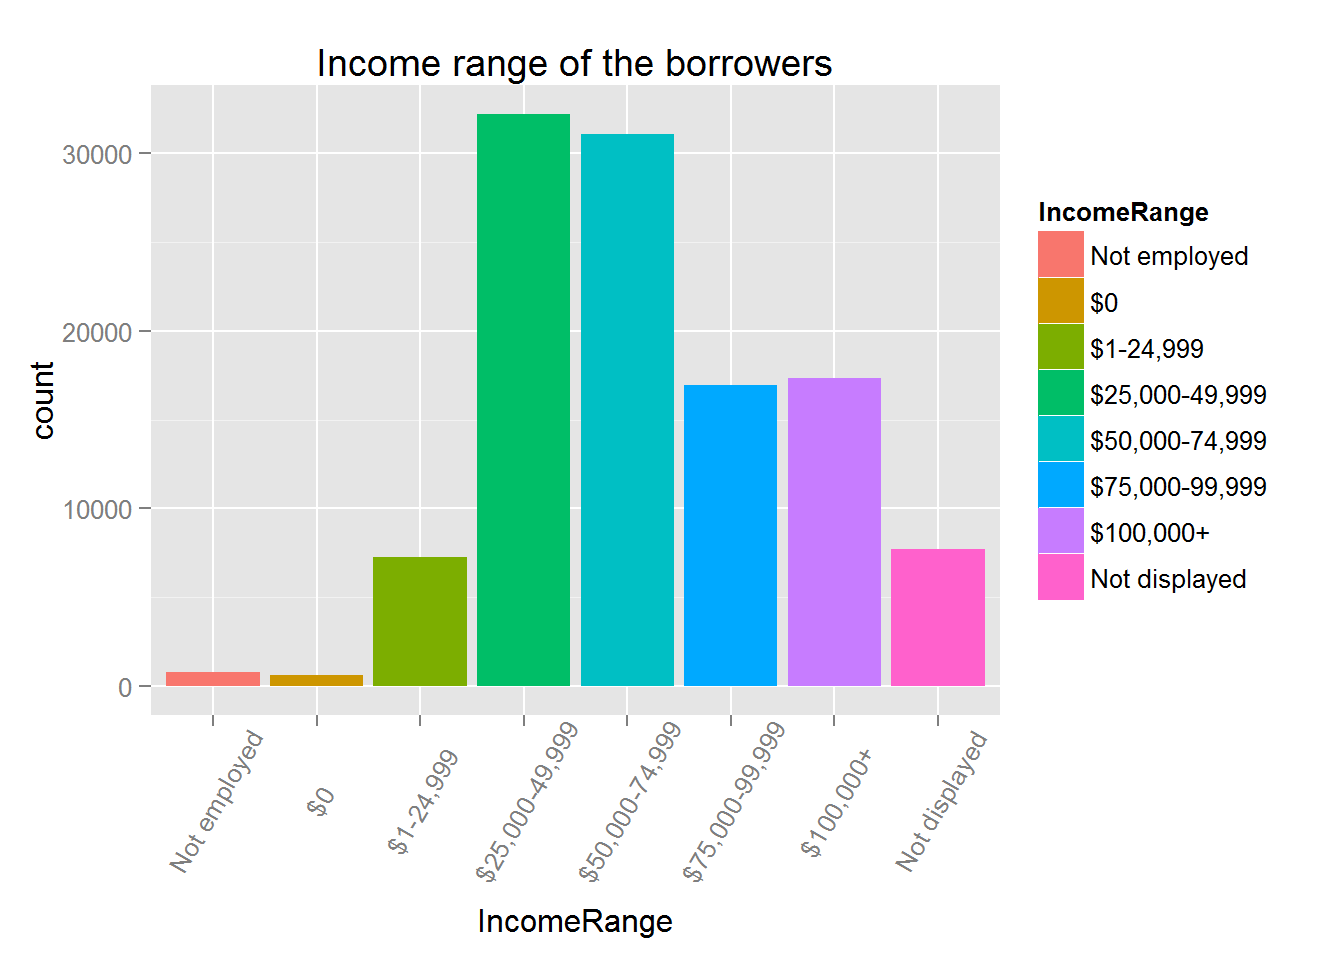 Income range of the borrowers
count
30000
20000
10000
0
Not employed
$0
$1-24,999
$25,000-49,999
$50,000-74,999
$75,000-99,999
$100,000+
Not displayed
IncomeRange
IncomeRange
Not employed
$0
$1-24,999
$25,000-49,999
$50,000-74,999
$75,000-99,999
$100,000+
Not displayed